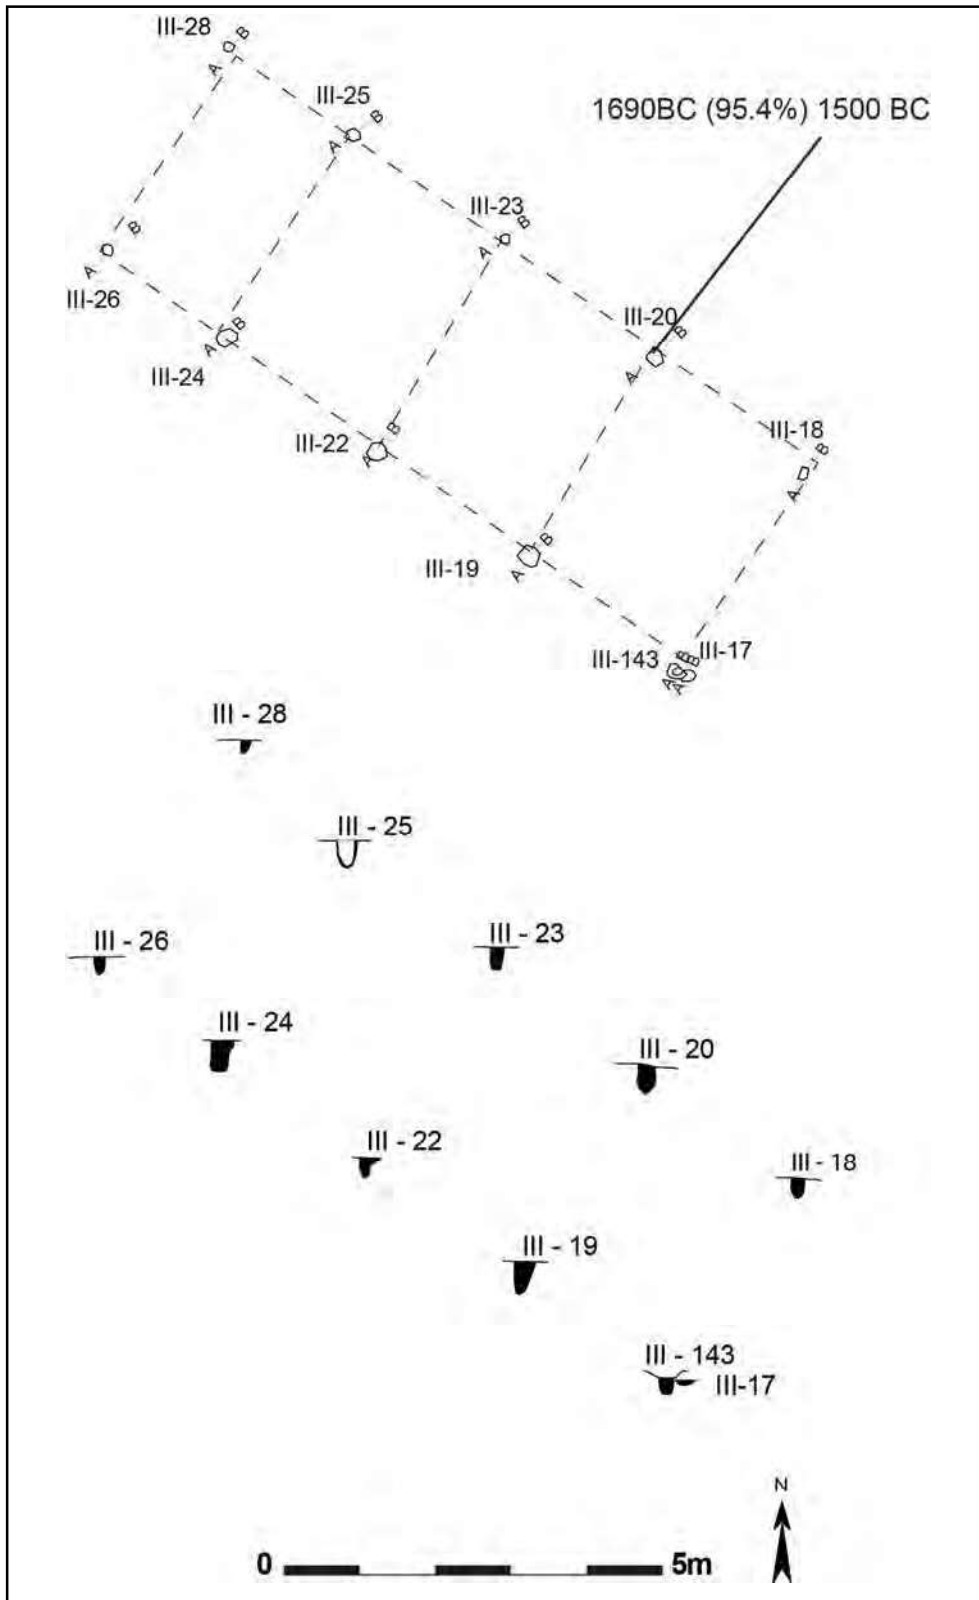 III-28
A B
III-25
A B
1690BC (95.4%) 1500 BC
III-23
A B
A B
III-26
III-20
A B
A B
III-24
III-18
A B
III-22
A B
III-19
A B
III-143
III-17
A B
A B
III - 28
III - 25
III - 26
III - 23
III - 24
III - 20
III - 22
III - 18
III - 19
III - 143
III-17
N
0 5m